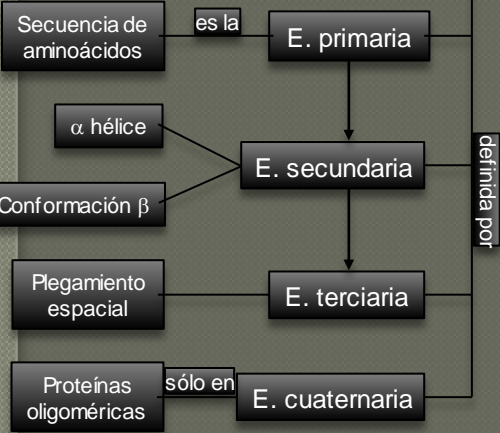 Secuencia de
aminoácidos
es la
E. primaria
α hélice
E. secundaria
Conformación β
definida por
Plegamiento
espacial
E. terciaria
Proteínas
oligoméricas
sólo en
E. cuaternaria